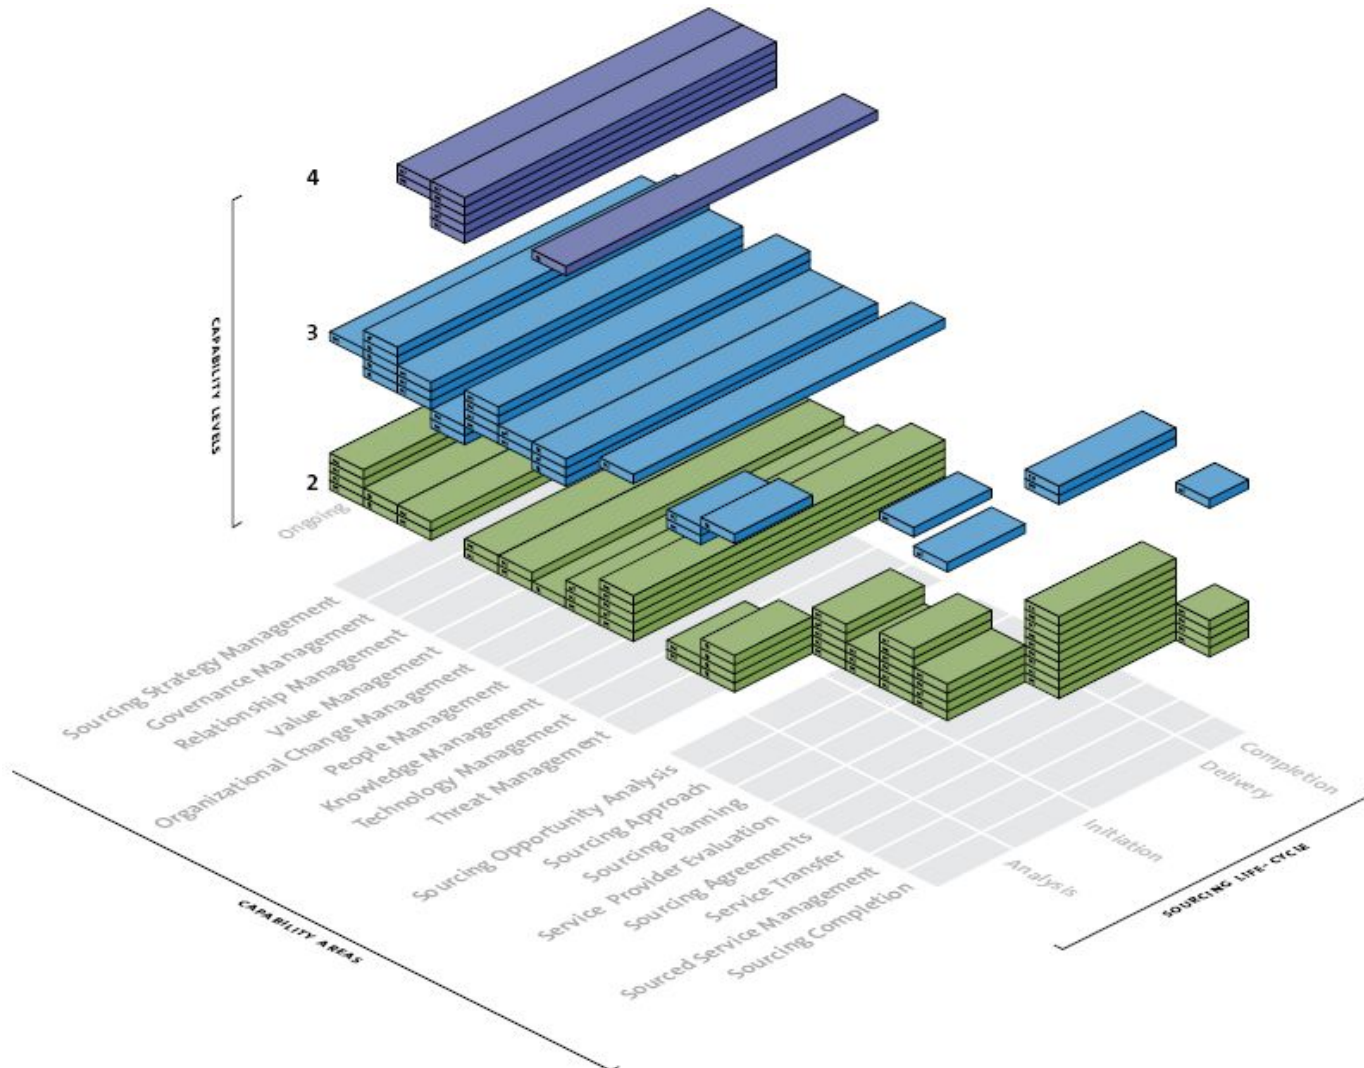 4
3
2
CAPABILITY LEVELS
Ongoing
Sourcing Strategy Management
Governance Management
Relationship Management
Value Management
Organizational Change Management
People Management
Knowledge Management
Technology Management
Threat Management
Sourcing Opportunity Analysis
Sourcing Approach
Sourcing Planning
Service Provider Evaluation
Sourcing Agreements
Service Transfer
Sourced Service Management
Sourcing Completion
Analysis
Initiation
Delivery
Completion
CAPABILITY AREAS
SOURCING LIFE-CYCLE